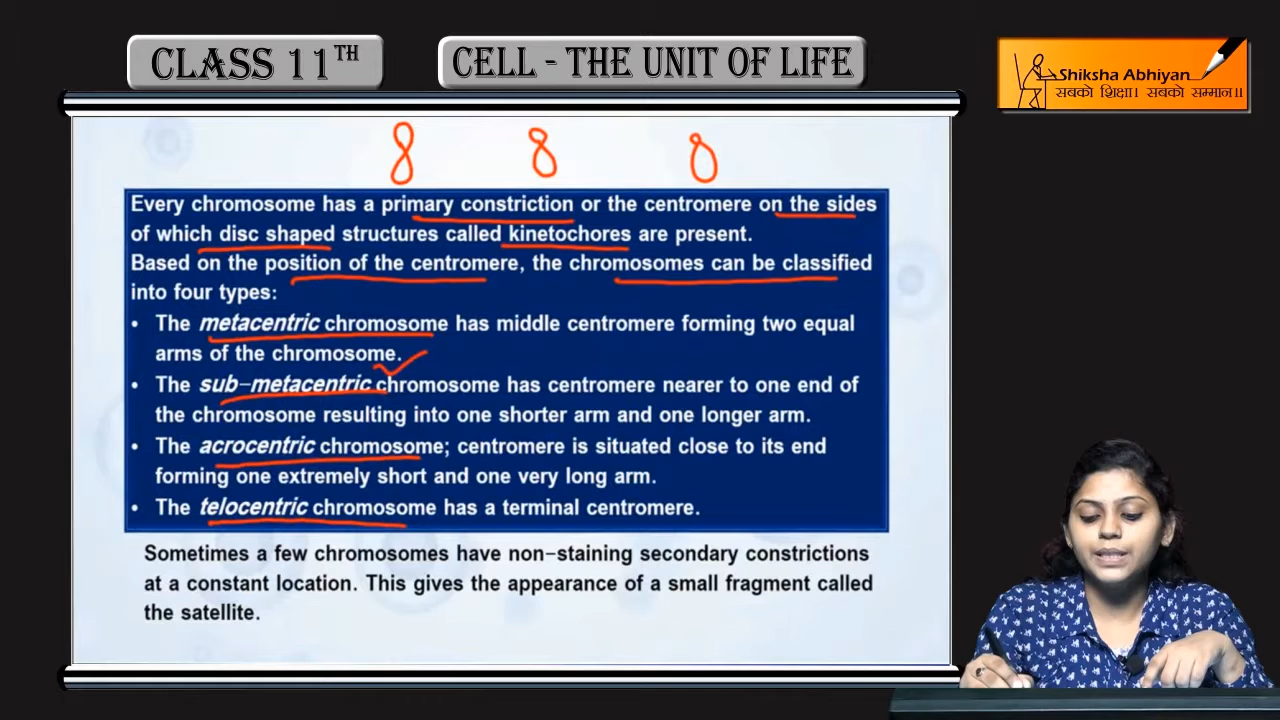 CLASS 11TH
CELL - THE UNIT OF LIFE
Shiksha Abhiyan
सबको शिक्षा। सबको सम्मान।।
8 8 8
Every chromosome has a primary constriction or the centromere on the sides
of which disc shaped structures called kinetochores are present.
Based on the position of the centromere, the chromosomes can be classified
into four types:
• The metacentric chromosome has middle centromere forming two equal
arms of the chromosome.
• The sub-metacentric chromosome has centromere nearer to one end of
the chromosome resulting into one shorter arm and one longer arm.
• The acrocentric chromosome; centromere is situated close to its end
forming one extremely short and one very long arm.
• The telocentric chromosome has a terminal centromere.
Sometimes a few chromosomes have non-staining secondary constrictions
at a constant location. This gives the appearance of a small fragment called
the satellite.